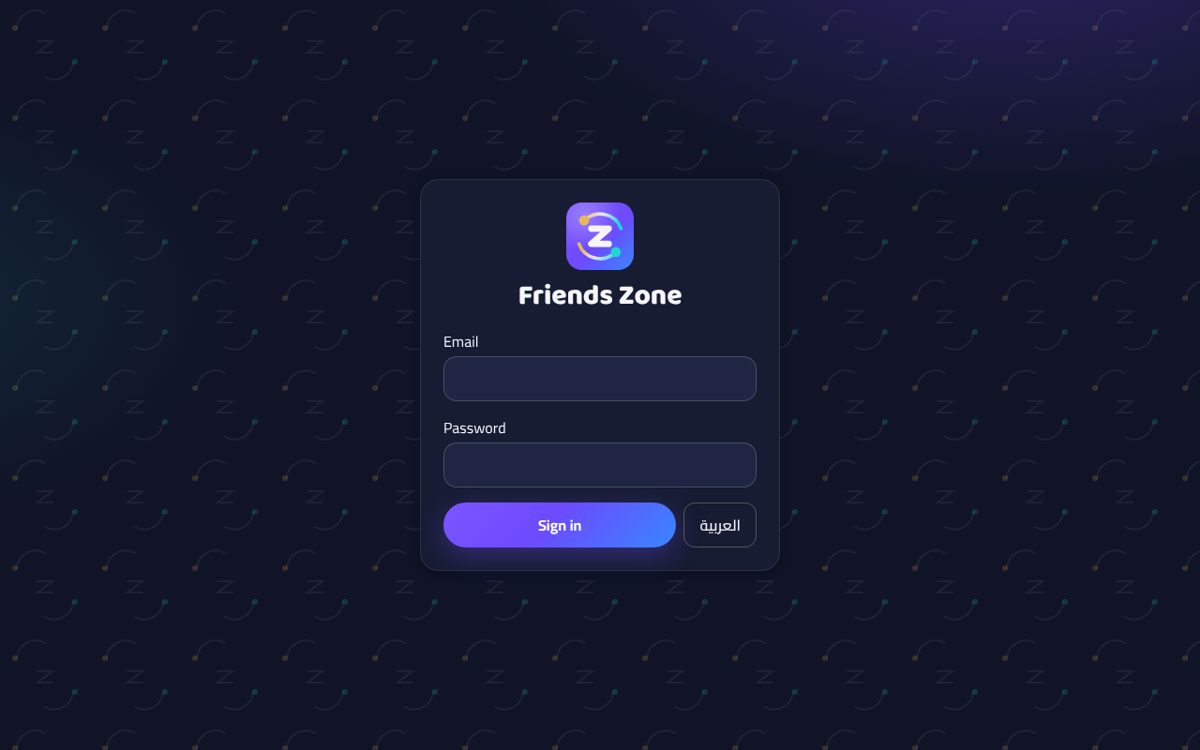 Z
Friends Zone
Email
Password
Sign in
العربية